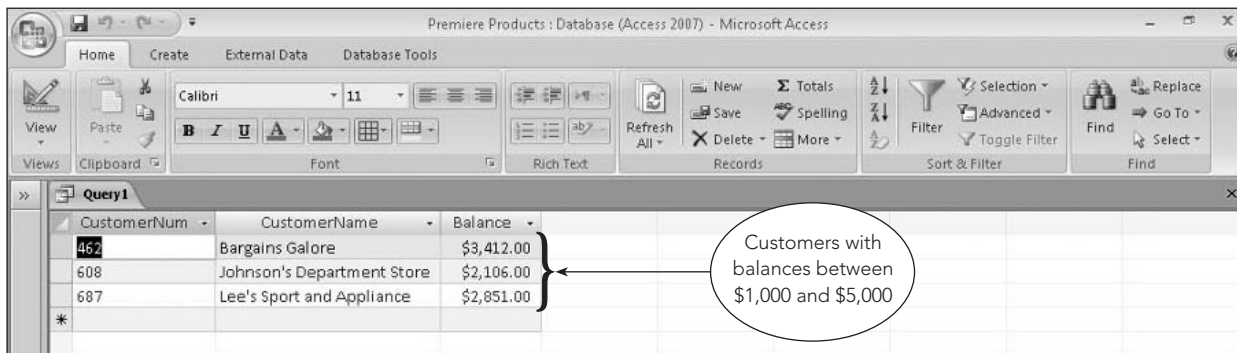 Premiere Products : Database (Access 2007) - Microsoft Access
Home Create External Data Database Tools
View
Paste
Calibri 11
B I U A
Refresh All
New
Save
Delete
Σ Totals
Spelling
More
Filter
Selection
Advanced
Toggle Filter
Find
Replace
Go To
Select
Views Clipboard Font Rich Text Records Sort & Filter Find
Query1
CustomerNum CustomerName Balance
462 Bargains Galore $3,412.00
608 Johnson's Department Store $2,106.00
687 Lee's Sport and Appliance $2,851.00
*
Customers with
balances between
$1,000 and $5,000